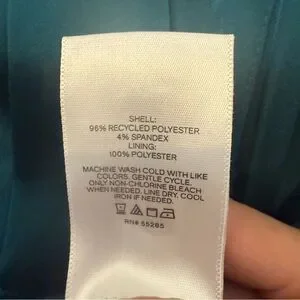 SHELL:
96% RECYCLED POLYESTER
4% SPANDEX
LINING:
100% POLYESTER
MACHINE WASH COLD WITH LIKE
COLORS. GENTLE CYCLE.
ONLY NON-CHLORINE BLEACH
WHEN NEEDED. LINE DRY. COOL
IRON IF NEEDED.
RN# 55285